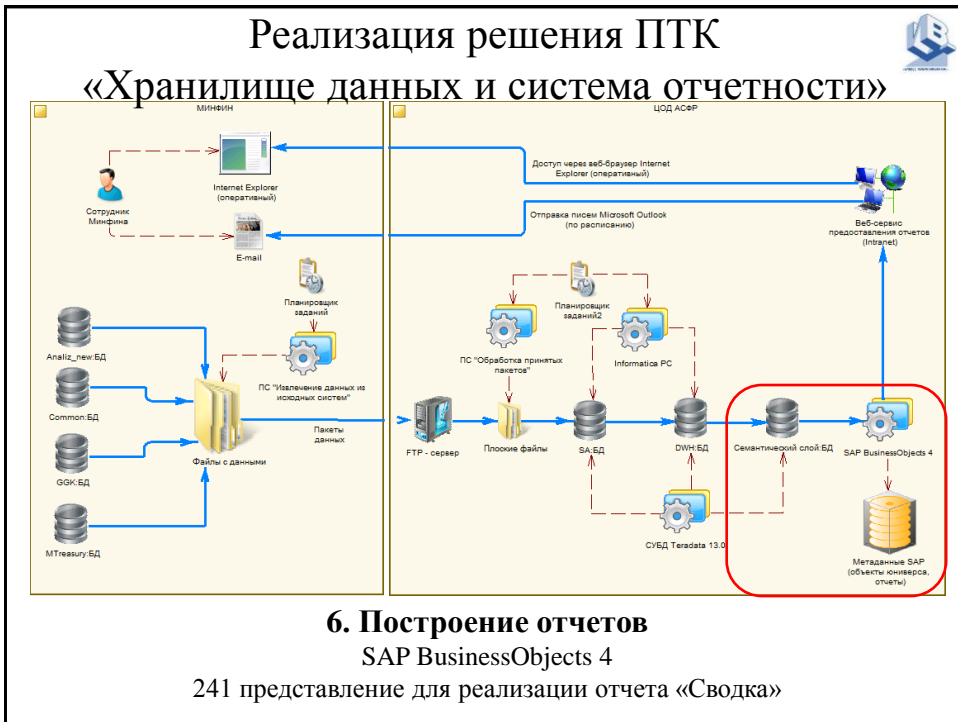 Реализация решения ПТК
«Хранилище данных и система отчетности»
МИНФИН
ЦОД АСФР
Internet Explorer
(оперативный)
Сотрудник
Минфина
E-mail
Планировщик
заданий
Analiz_new:БД
ПС "Извлечение данных из
исходных систем"
Common:БД
GGK:БД
MTreasury:БД
Файлы с данными
Пакеты
данных
Доступ через веб-браузер Internet
Explorer (оперативный)
Отправка писем Microsoft Outlook
(по расписанию)
Веб-сервис
предоставления отчетов
(Intranet)
Планировщик
заданий2
ПС "Обработка принятых
пакетов"
Informatica PC
FTP - сервер
Плоские файлы
SA:БД
DWH:БД
Семантический слой:БД
SAP BusinessObjects 4
СУБД Teradata 13.0
Метаданные SAP
(объекты юниверса,
отчеты)
6. Построение отчетов
SAP BusinessObjects 4
241 представление для реализации отчета «Сводка»